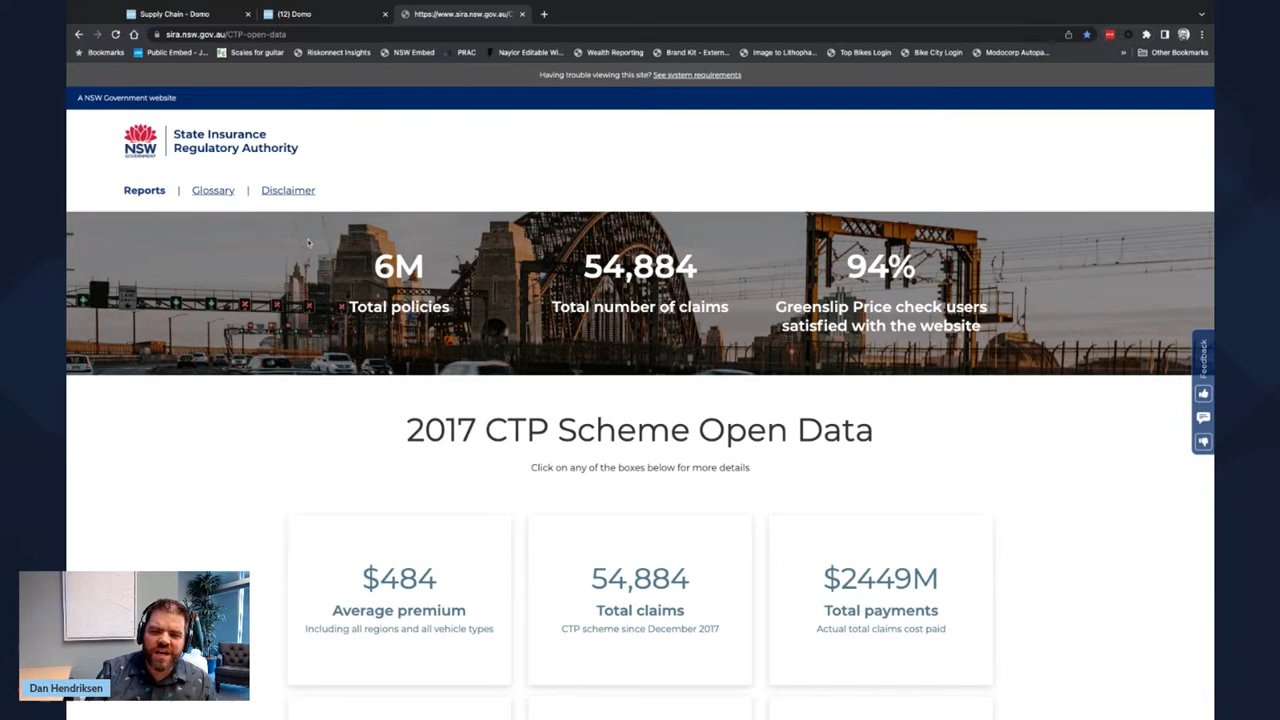 Supply Chain - Domo
(12) Domo
https://www.sira.nsw.gov.au/C
sira.nsw.gov.au/CTP-open-data
Bookmarks
Public Embed - J...
Scales for guitar
Riskonnect Insights
NSW Embed
PRAC
Naylor Editable Wi...
Wealth Reporting
Brand Kit - Extern...
Image to Lithopha...
Top Bikes Login
Bike City Login
Modocorp Autopa...
»
Other Bookmarks
Having trouble viewing this site? See system requirements
A NSW Government website
NSW
GOVERNMENT
State Insurance
Regulatory Authority
Reports | Glossary | Disclaimer
6M
54,884
94%
Total policies
Total number of claims
Greenslip Price check users
satisfied with the website
Feedback
2017 CTP Scheme Open Data
Click on any of the boxes below for more details
$484
Average premium
Including all regions and all vehicle types
54,884
Total claims
CTP scheme since December 2017
$2449M
Total payments
Actual total claims cost paid
Dan Hendriksen